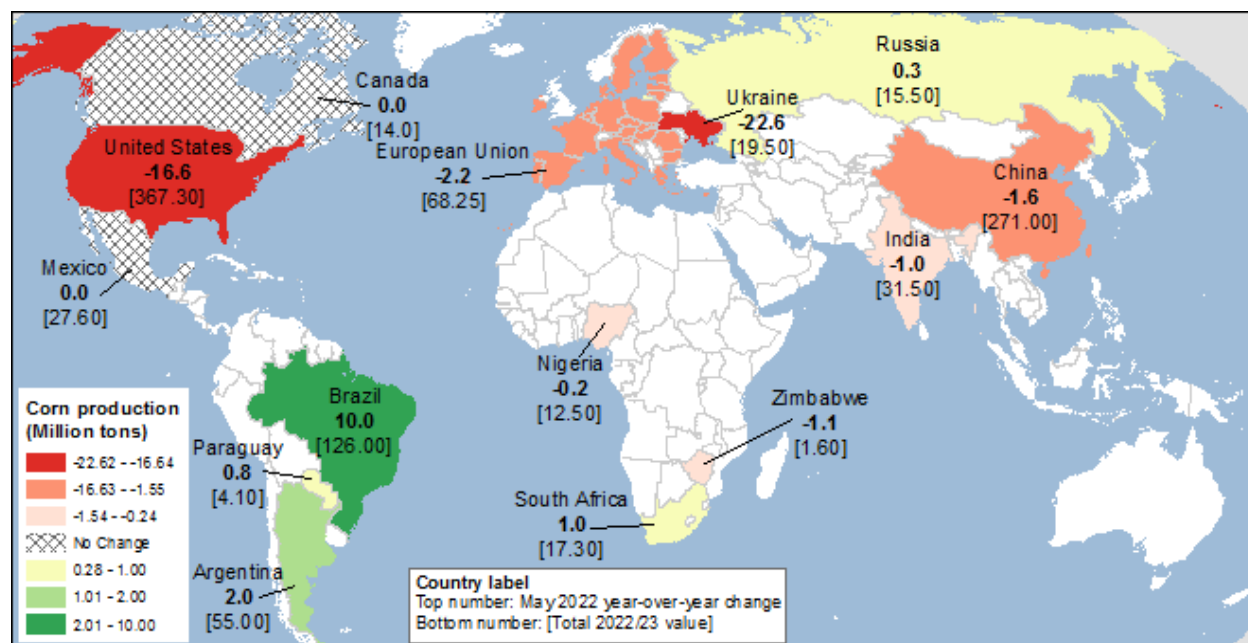 Russia
0.3
[15.50]
Canada
0.0
[14.0]
Ukraine
-22.6
[19.50]
United States
-16.6
[367.30]
European Union
-2.2
[68.25]
China
-1.6
[271.00]
India
-1.0
[31.50]
Mexico
0.0
[27.60]
Nigeria
-0.2
[12.50]
Zimbabwe
-1.1
[1.60]
Brazil
10.0
[126.00]
Paraguay
0.8
[4.10]
South Africa
1.0
[17.30]
Argentina
2.0
[55.00]
Corn production
(Million tons)
-22.62 - -16.64
-16.63 - -1.55
-1.54 - -0.24
No Change
0.28 - 1.00
1.01 - 2.00
2.01 - 10.00
Country label
Top number: May 2022 year-over-year change
Bottom number: [Total 2022/23 value]